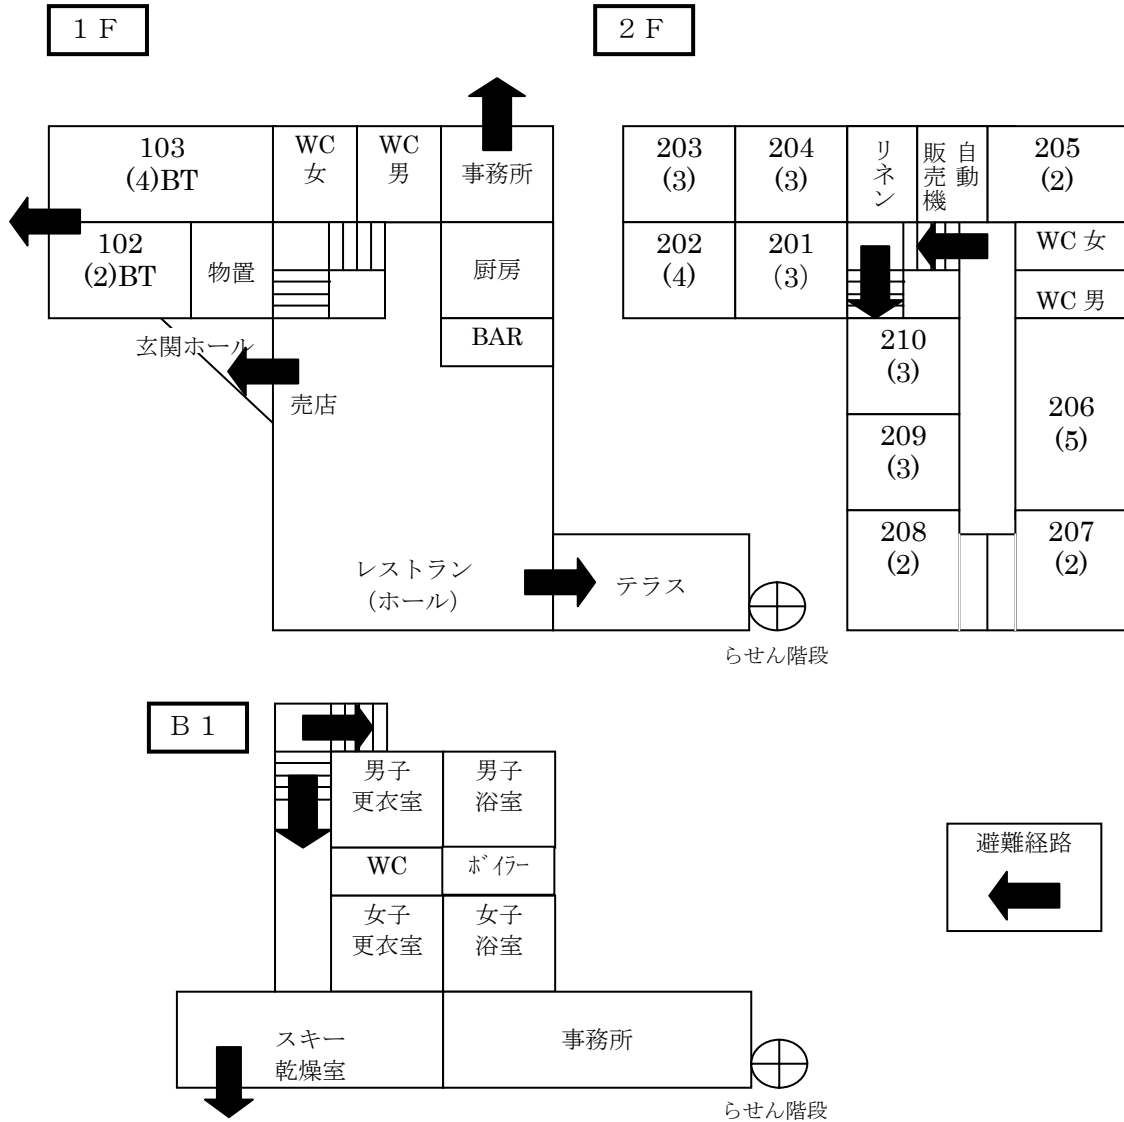 １Ｆ
103
(4)BT
WC
女
WC
男
事務所
102
(2)BT
物置
厨房
BAR
玄関ホール
売店
レストラン
(ホール)
テラス
らせん階段
２Ｆ
203
(3)
204
(3)
リネン
自動
販売機
205
(2)
202
(4)
201
(3)
WC 女
WC 男
210
(3)
206
(5)
209
(3)
208
(2)
207
(2)
Ｂ１
男子
更衣室
男子
浴室
WC
ﾎﾞｲﾗｰ
女子
更衣室
女子
浴室
スキー
乾燥室
事務所
らせん階段
避難経路